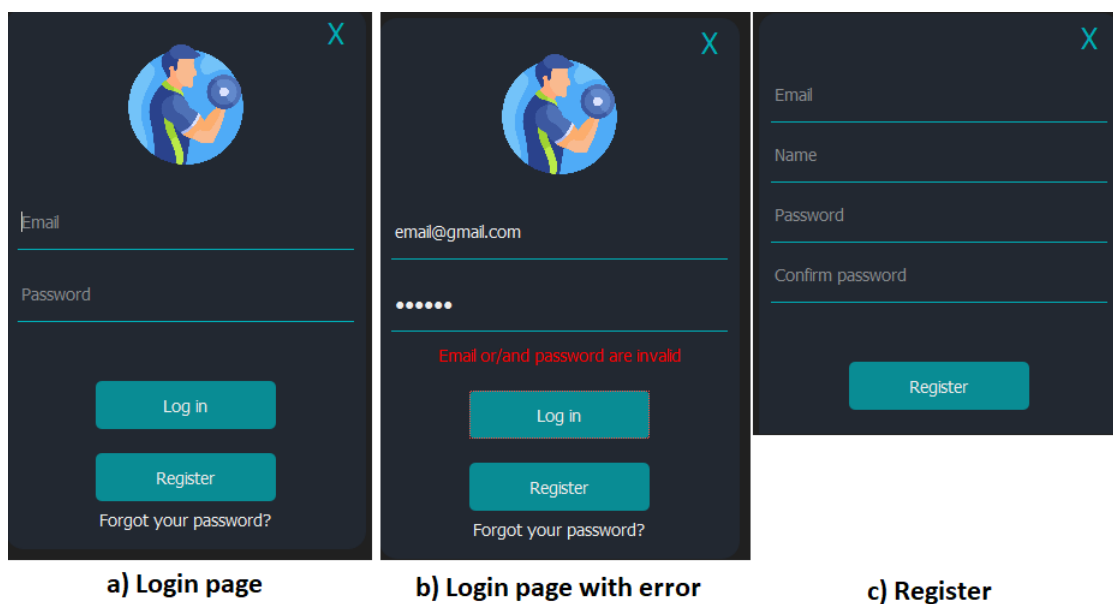 X
Email
Password
Log in
Register
Forgot your password?
a) Login page
X
email@gmail.com
••••••
Email or/and password are invalid
Log in
Register
Forgot your password?
b) Login page with error
X
Email
Name
Password
Confirm password
Register
c) Register